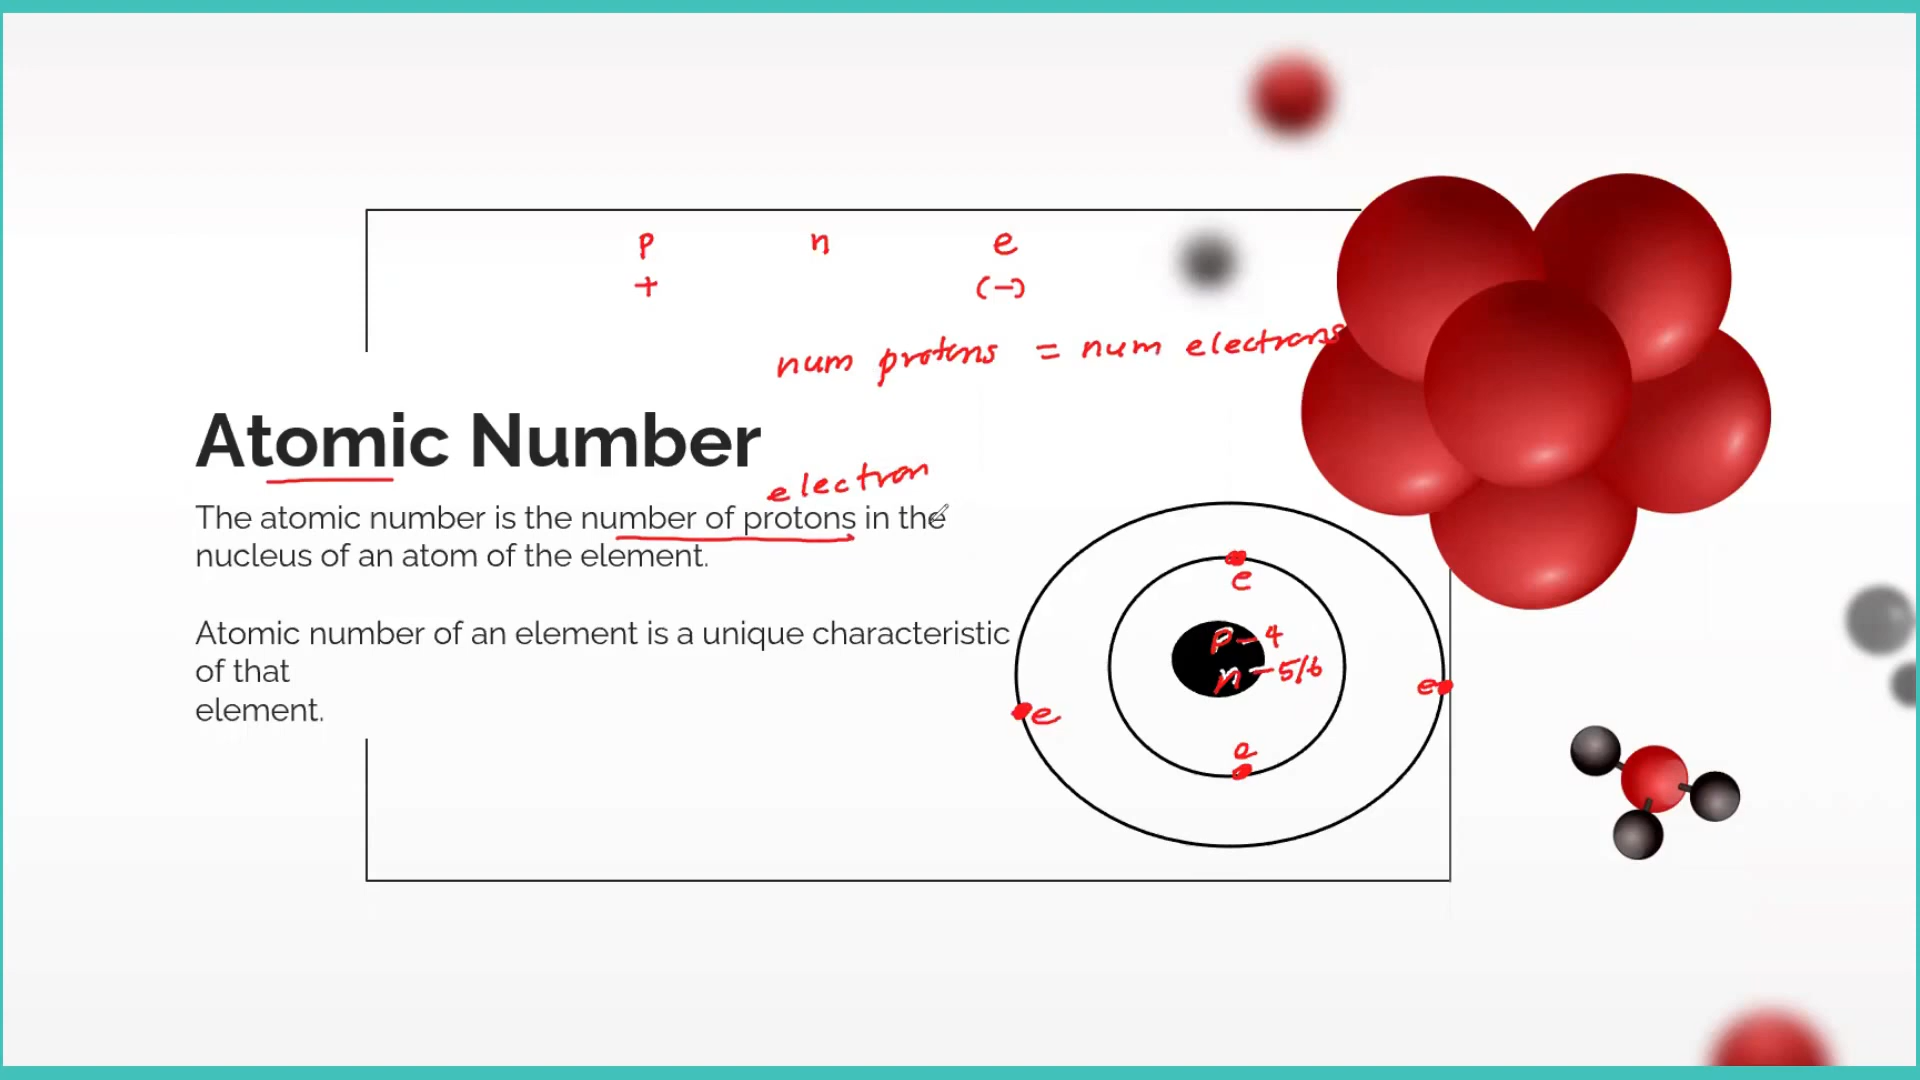 p n e
+ (-)
num protons = num electrons
Atomic Number
electron
The atomic number is the number of protons in the
nucleus of an atom of the element.
e
Atomic number of an element is a unique characteristic
of that
element.
p-4
n-5/6
e
e
e